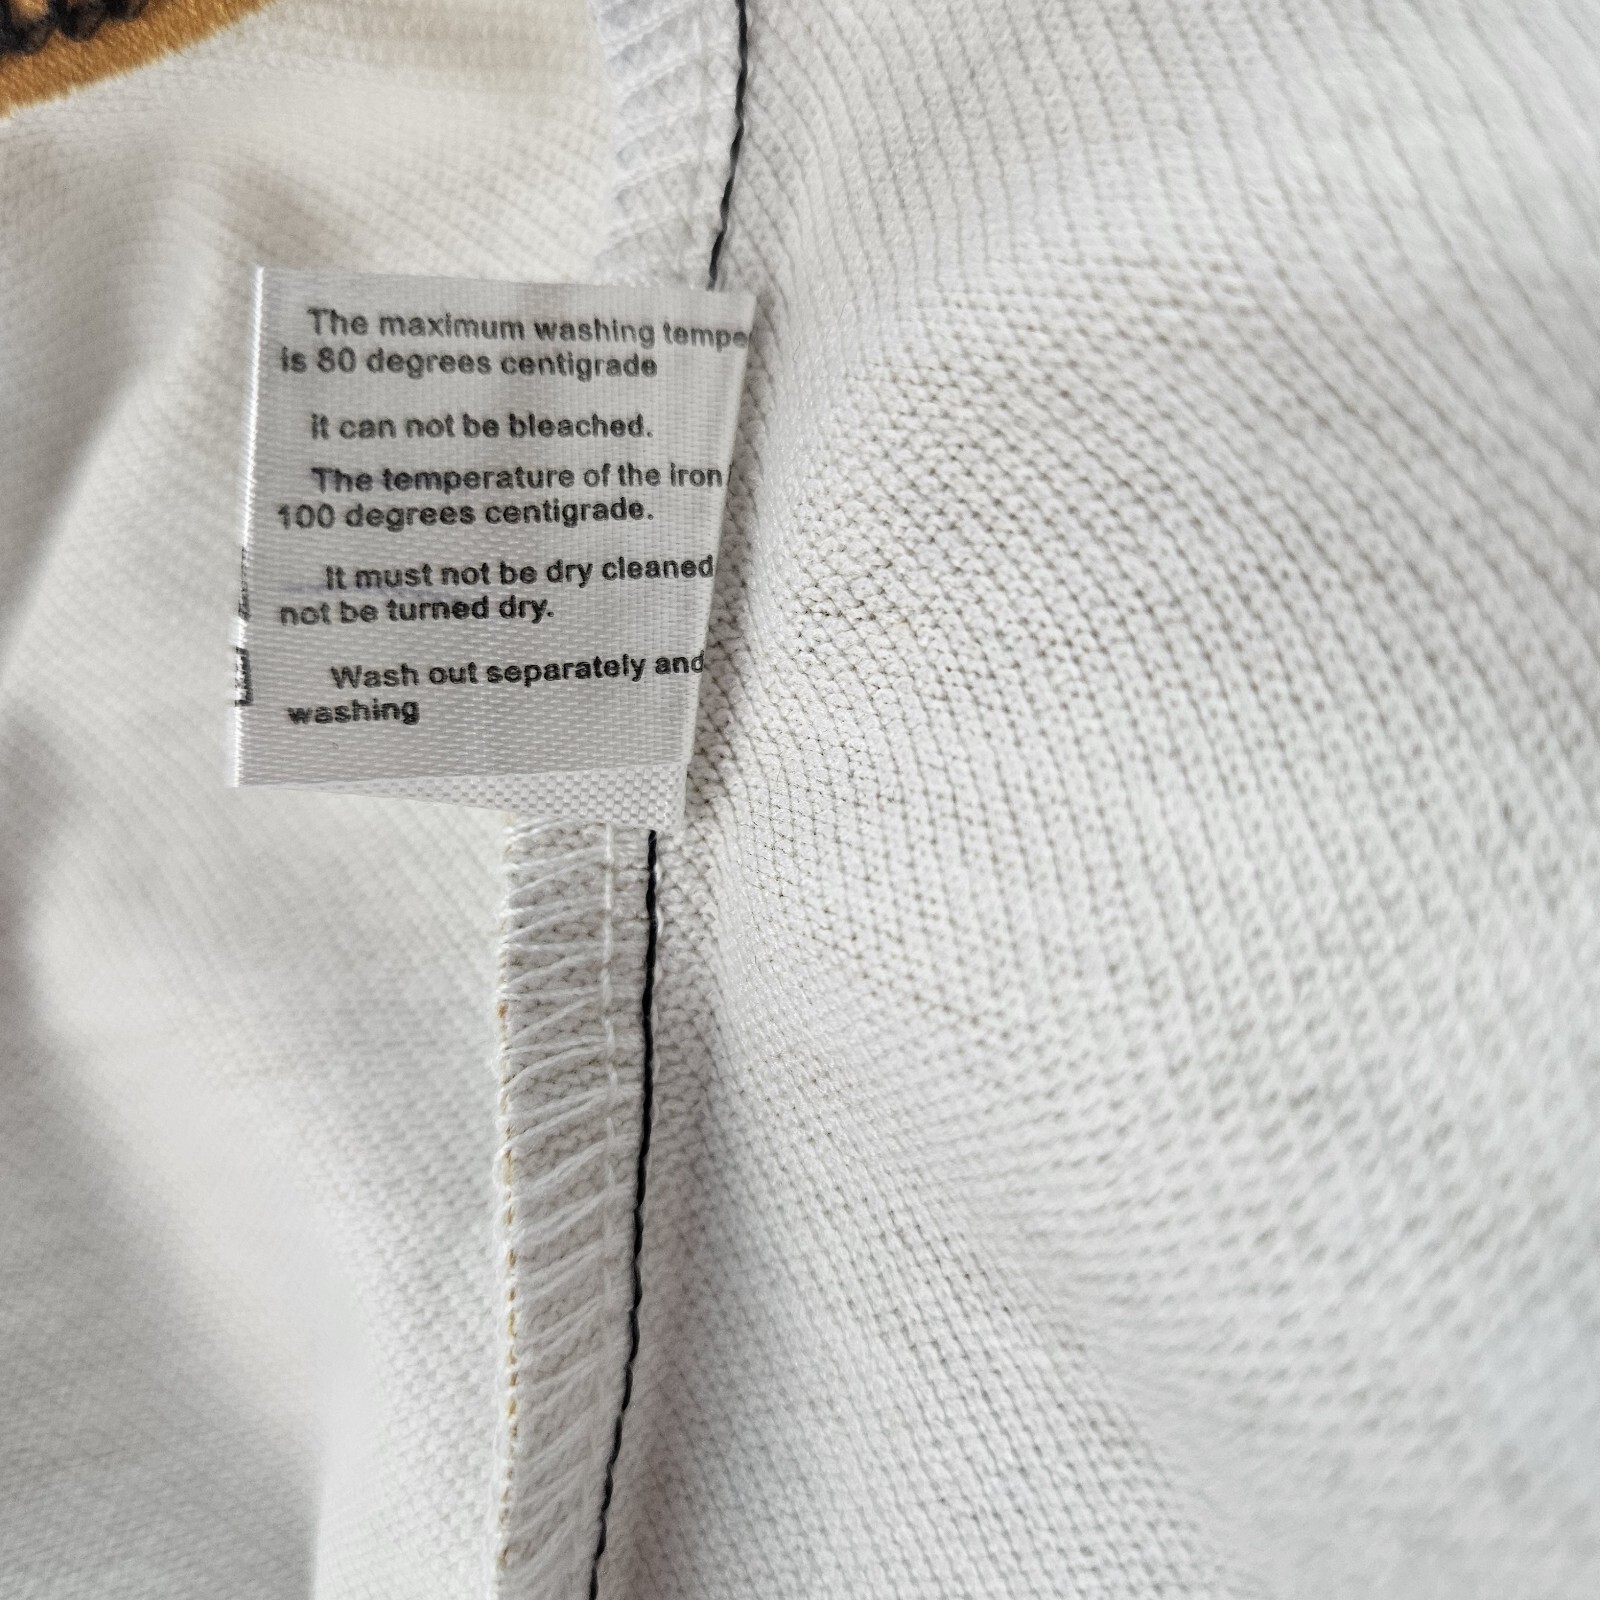 The maximum washing tempe
is 80 degrees centigrade
it can not be bleached.
The temperature of the iron
100 degrees centigrade.
It must not be dry cleaned
not be turned dry.
Wash out separately and
washing